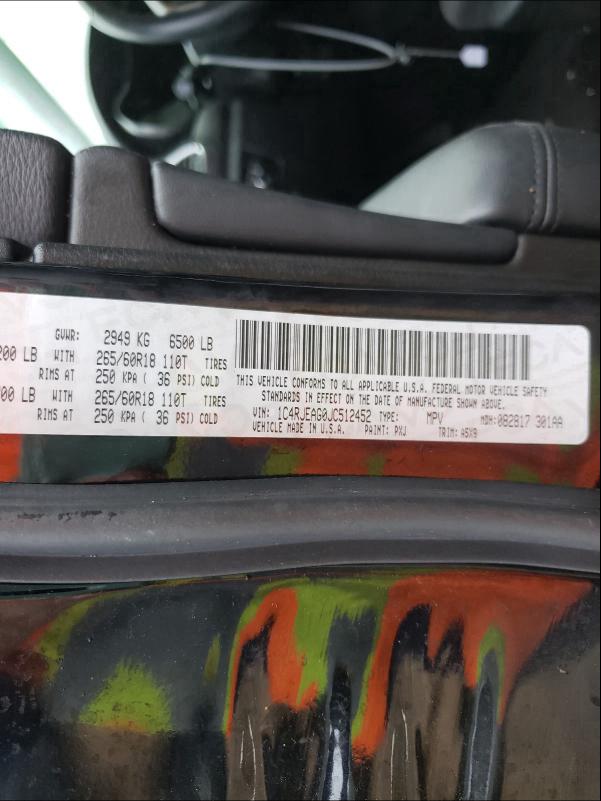 GVWR: 2949 KG 6500 LB
200 LB WITH 265/60R18 110T TIRES
RIMS AT 250 KPA ( 36 PSI) COLD
00 LB WITH 265/60R18 110T TIRES
RIMS AT 250 KPA ( 36 PSI) COLD
THIS VEHICLE CONFORMS TO ALL APPLICABLE U.S.A. FEDERAL MOTOR VEHICLE SAFETY
STANDARDS IN EFFECT ON THE DATE OF MANUFACTURE SHOWN ABOVE.
VIN: 1C4RJEAG0JC512452 TYPE: MPV MDH: 082817 301AA
VEHICLE MADE IN U.S.A. PAINT: PXJ TRIM: A5X9